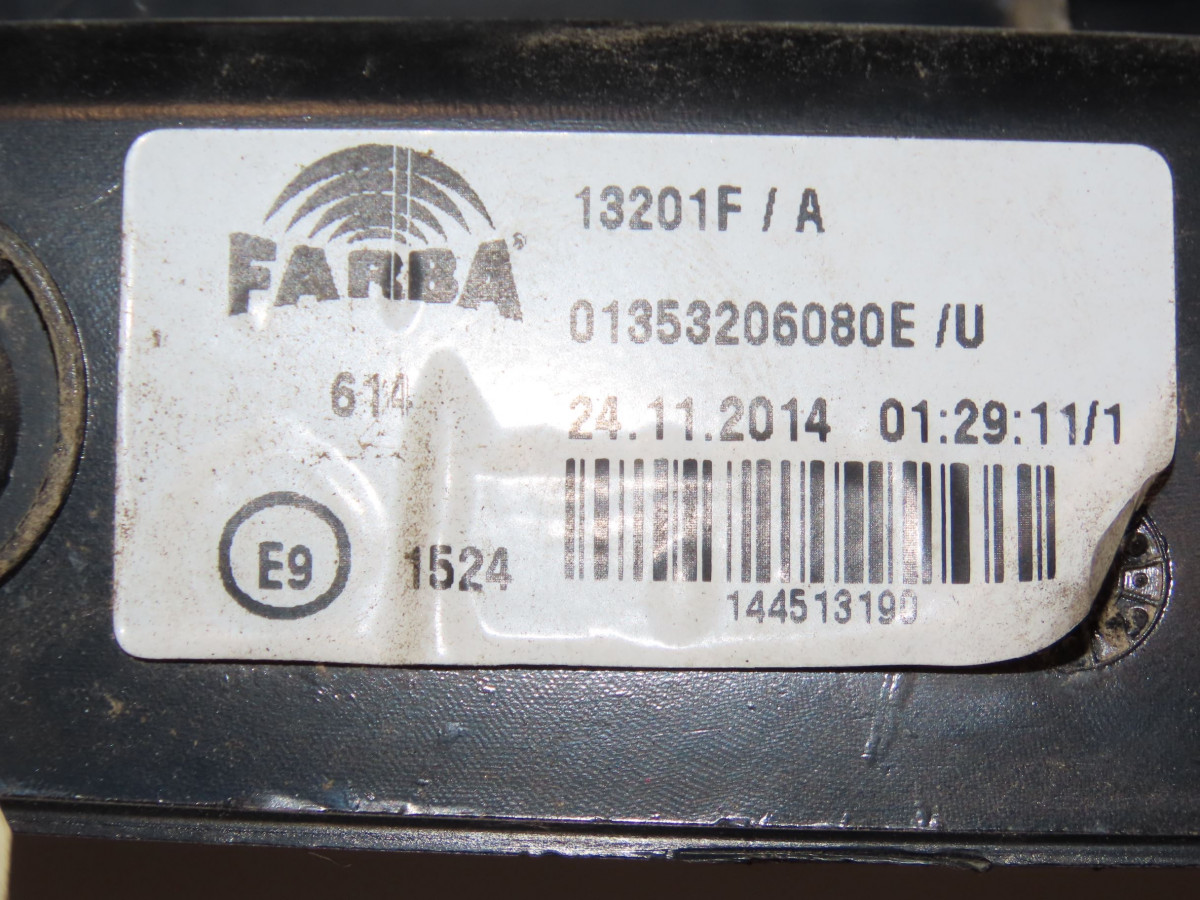 FARBA®
13201F / A
01353206080E /U
614
24.11.2014 01:29:11/1
E9
1524
144513190